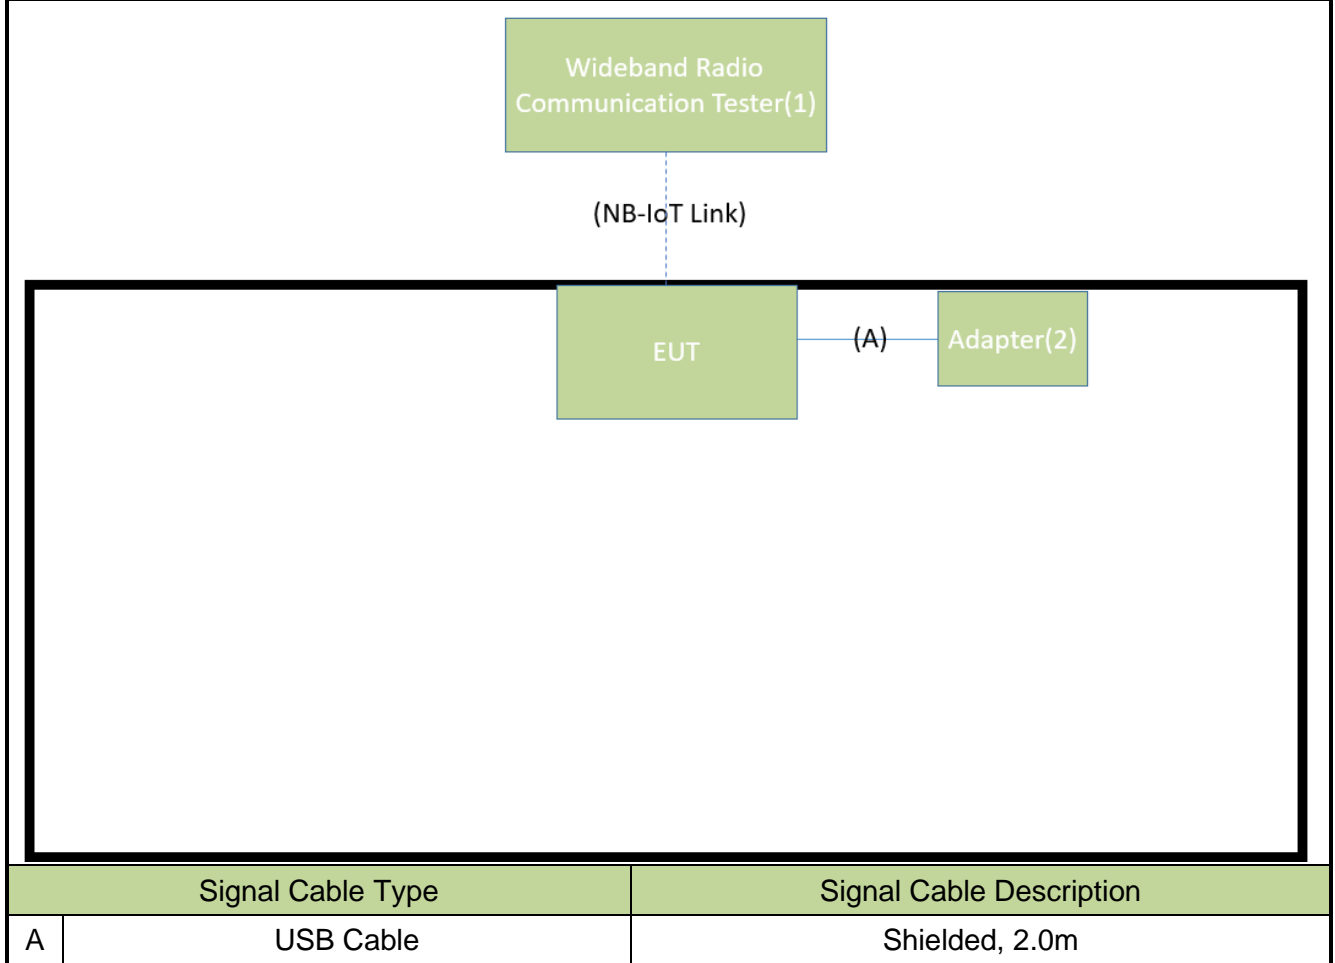 Wideband Radio
Communication Tester(1)
(NB-IoT Link)
EUT
(A)
Adapter(2)
Signal Cable Type
Signal Cable Description
A
USB Cable
Shielded, 2.0m